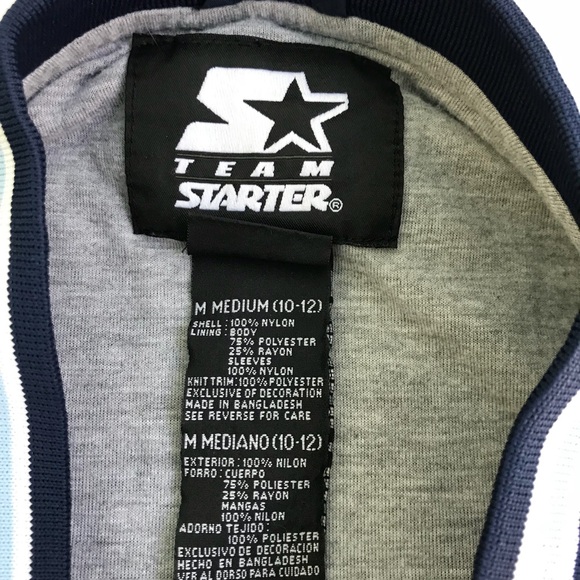 S
TEAM
STARTER®
M MEDIUM (10-12)
SHELL: 100% NYLON
LINING: BODY
75% POLYESTER
25% RAYON
SLEEVES
100% NYLON
KNIT TRIM: 100% POLYESTER
EXCLUSIVE OF DECORATION
MADE IN BANGLADESH
SEE REVERSE FOR CARE
M MEDIANO (10-12)
EXTERIOR: 100% NILON
FORRO: CUERPO
75% POLIESTER
25% RAYON
MANGAS
100% NILON
ADORNO TEJIDO:
100% POLIESTER
EXCLUSIVO DE DECORACION
HECHO EN BANGLADESH
VER AL DORSO PARA CUIDADO